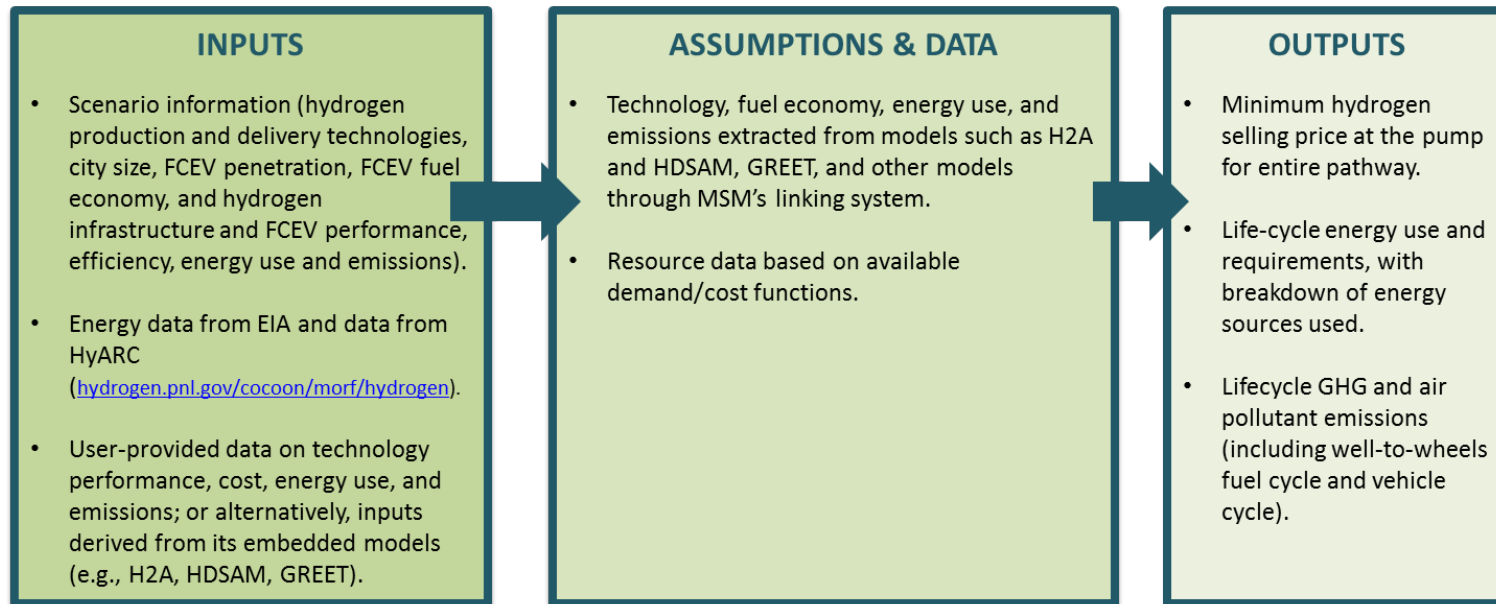 INPUTS
• Scenario information (hydrogen
production and delivery technologies,
city size, FCEV penetration, FCEV fuel
economy, and hydrogen
infrastructure and FCEV performance,
efficiency, energy use and emissions).
• Energy data from EIA and data from
HyARC
(hydrogen.pnl.gov/cocoon/morf/hydrogen).
• User-provided data on technology
performance, cost, energy use, and
emissions; or alternatively, inputs
derived from its embedded models
(e.g., H2A, HDSAM, GREET).
ASSUMPTIONS & DATA
• Technology, fuel economy, energy use, and
emissions extracted from models such as H2A
and HDSAM, GREET, and other models
through MSM’s linking system.
• Resource data based on available
demand/cost functions.
OUTPUTS
• Minimum hydrogen
selling price at the pump
for entire pathway.
• Life-cycle energy use and
requirements, with
breakdown of energy
sources used.
• Lifecycle GHG and air
pollutant emissions
(including well-to-wheels
fuel cycle and vehicle
cycle).